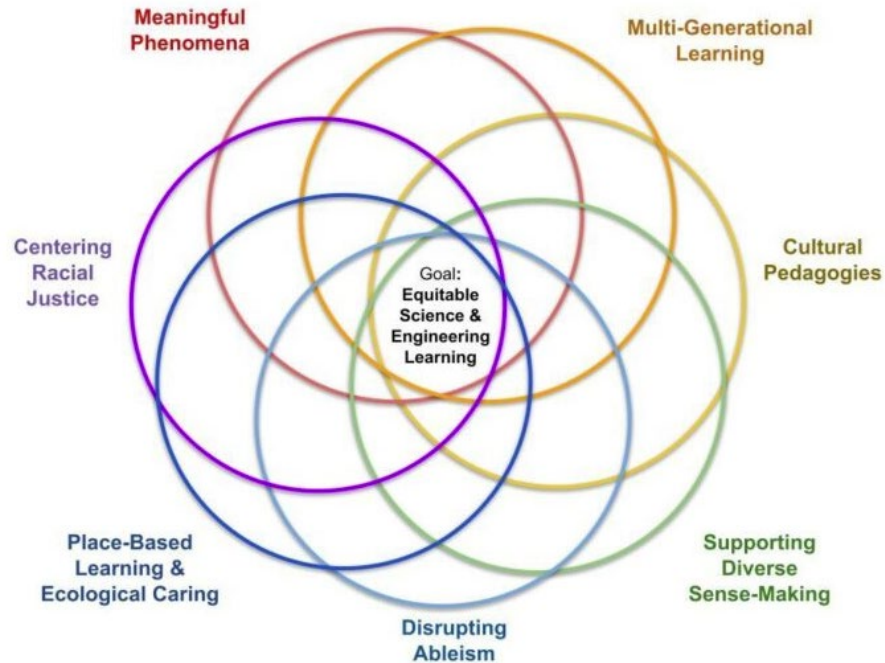 Meaningful
Phenomena
Multi-Generational
Learning
Centering
Racial
Justice
Goal:
Equitable
Science &
Engineering
Learning
Cultural
Pedagogies
Place-Based
Learning &
Ecological Caring
Supporting
Diverse
Sense-Making
Disrupting
Ableism